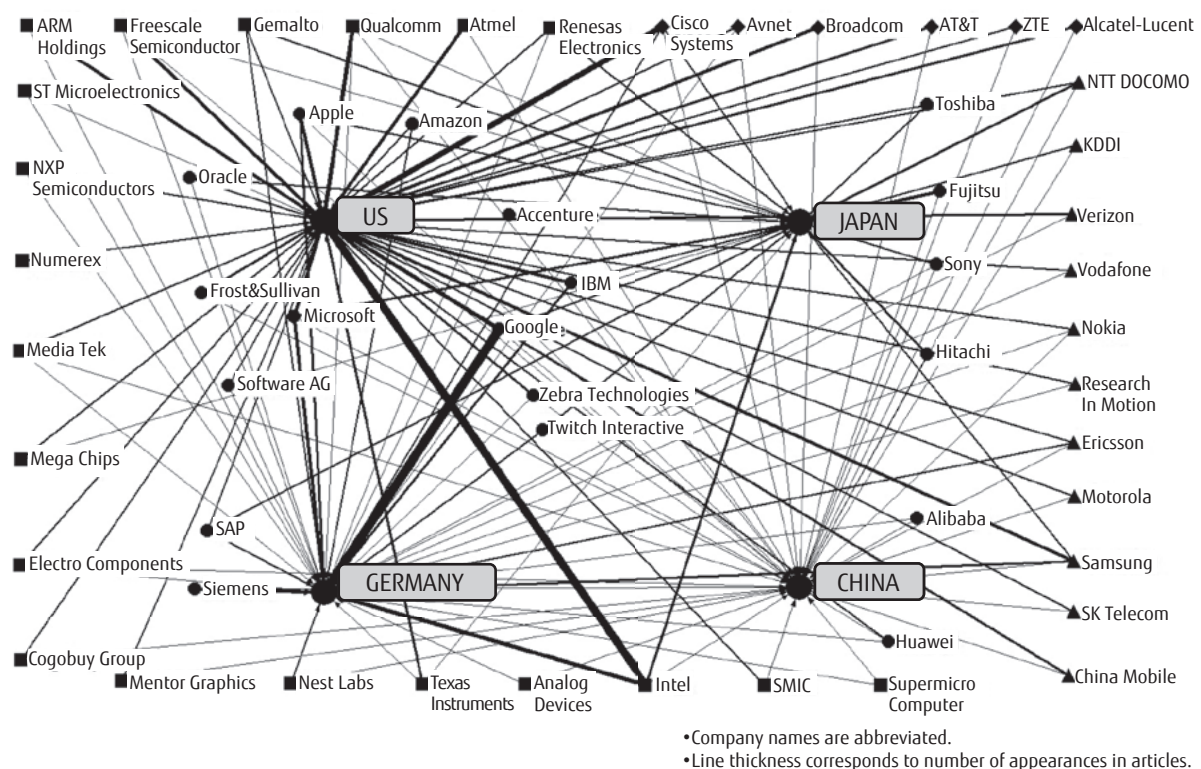 ARM
Holdings
Freescale
Semiconductor
Gemalto
Qualcomm
Atmel
Renesas
Electronics
Cisco
Systems
Avnet
Broadcom
AT&T
ZTE
Alcatel-Lucent
ST Microelectronics
Apple
Amazon
Toshiba
NTT DOCOMO
KDDI
NXP
Semiconductors
Oracle
Fujitsu
US
Accenture
JAPAN
Verizon
Numerex
Sony
Vodafone
Frost&Sullivan
IBM
Microsoft
Google
Nokia
Media Tek
Hitachi
Software AG
Zebra Technologies
Research
In Motion
Twitch Interactive
Ericsson
Mega Chips
Motorola
SAP
Alibaba
Electro Components
Samsung
Siemens
GERMANY
CHINA
SK Telecom
Huawei
Cogobuy Group
Mentor Graphics
Nest Labs
Texas
Instruments
Analog
Devices
Intel
SMIC
Supermicro
Computer
China Mobile
•Company names are abbreviated.
•Line thickness corresponds to number of appearances in articles.